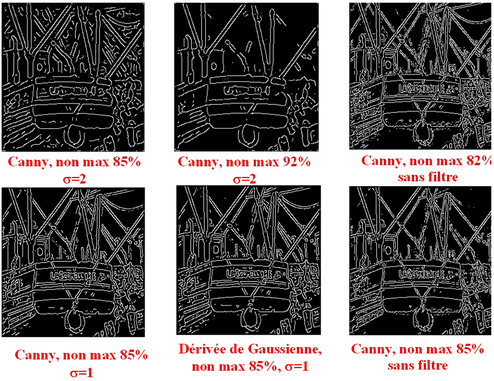 Canny, non max 85%
σ=2
Canny, non max 92%
σ=2
Canny, non max 82%
sans filtre
Canny, non max 85%
σ=1
Dérivée de Gaussienne,
non max 85%, σ=1
Canny, non max 85%
sans filtre